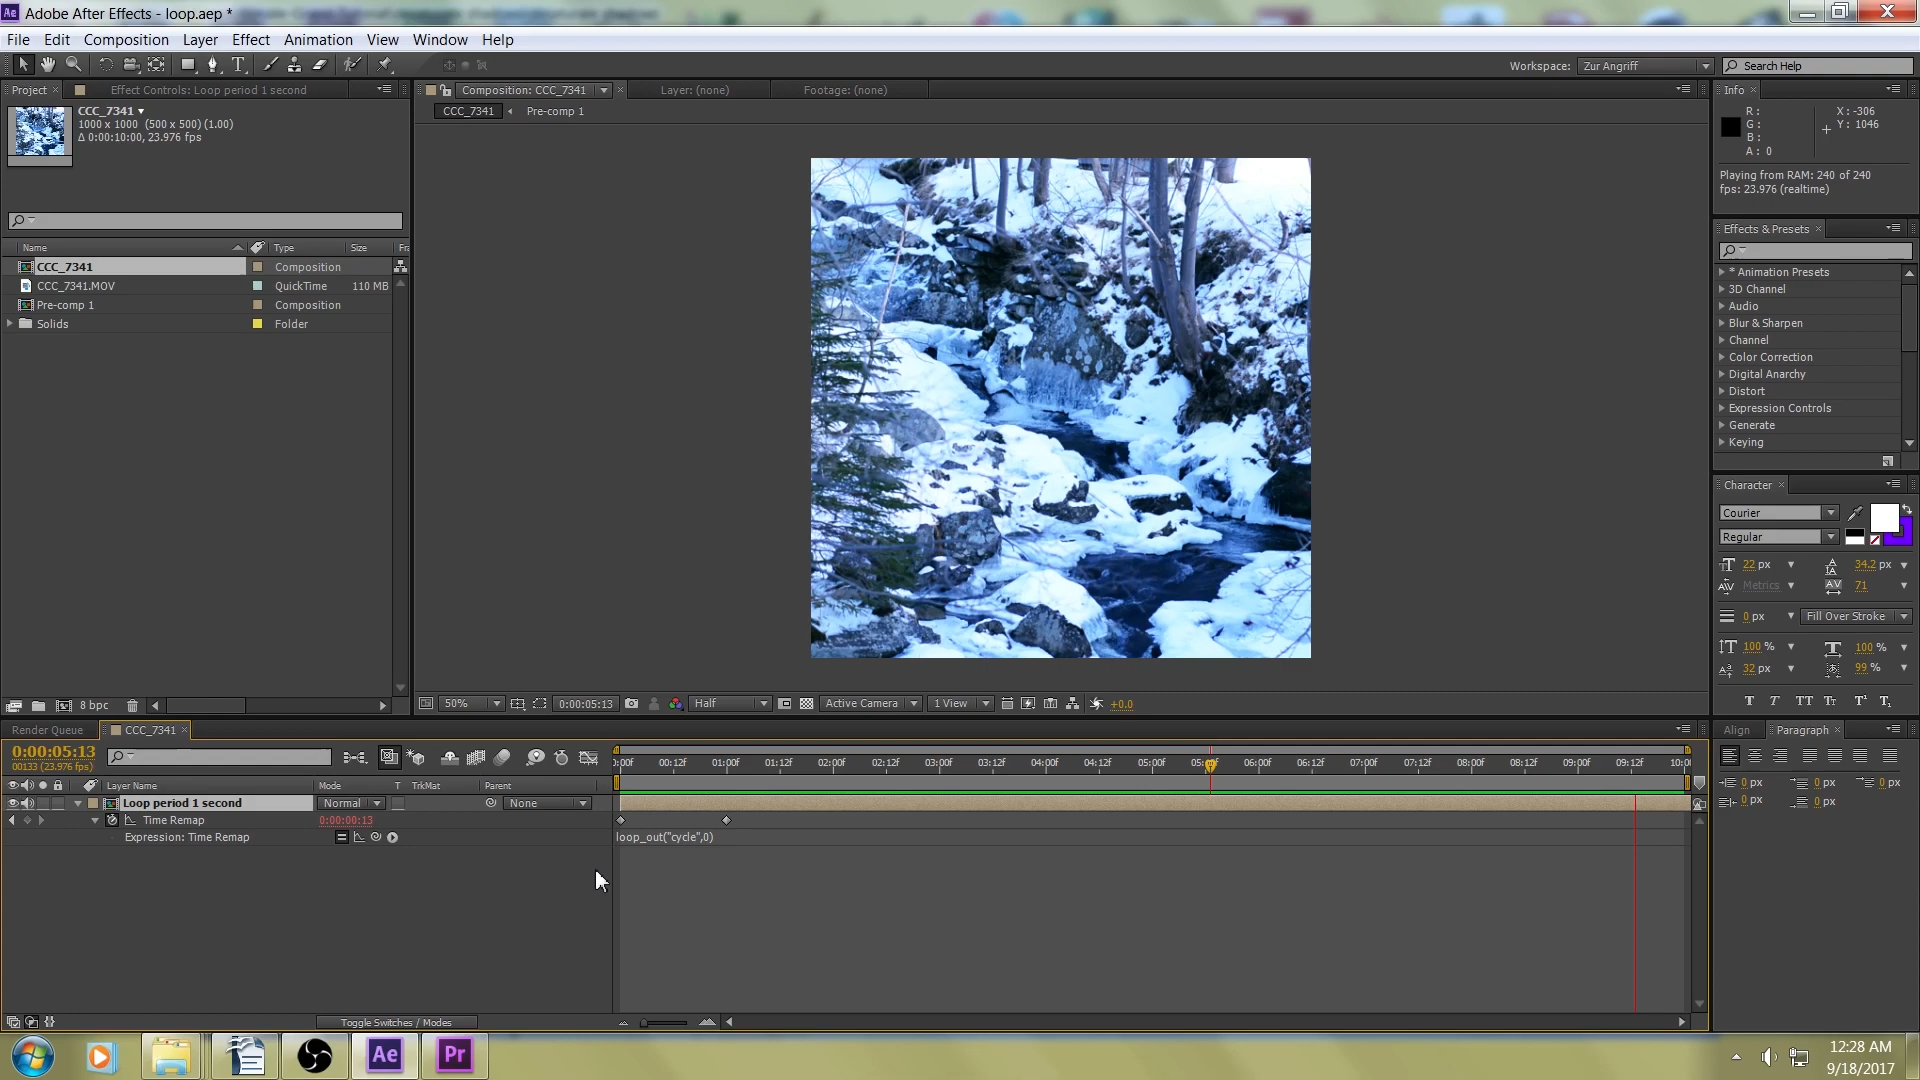 Adobe After Effects - loop.aep *
File Edit Composition Layer Effect Animation View Window Help
T
Workspace: Zur Angriff Search Help
Project × Effect Controls: Loop period 1 second
Composition: CCC_7341 × Layer: (none) Footage: (none)
CCC_7341 Pre-comp 1
CCC_7341
1000 x 1000 (500 x 500) (1.00)
Δ 0:00:10:00, 23.976 fps
Name Type Size Fr
CCC_7341 Composition
CCC_7341.MOV QuickTime 110 MB
Pre-comp 1 Composition
Solids Folder
8 bpc
50% 0:00:05:13 Half Active Camera 1 View +0.0
Info ×
R :
G :
B :
A : 0
X : -306
Y : 1046
Playing from RAM: 240 of 240
fps: 23.976 (realtime)
Effects & Presets ×
* Animation Presets
3D Channel
Audio
Blur & Sharpen
Channel
Color Correction
Digital Anarchy
Distort
Expression Controls
Generate
Keying
Character ×
Courier
Regular
22 px 34.2 px
Metrics 71
0 px Fill Over Stroke
100 % 100 %
32 px 99 %
Align Paragraph ×
0 px 0 px 0 px
0 px 0 px
Render Queue CCC_7341 ×
0:00:05:13
00133 (23.976 fps)
Layer Name Mode T TrkMat Parent
:00f 00:12f 01:00f 01:12f 02:00f 02:12f 03:00f 03:12f 04:00f 04:12f 05:00f 05: 06:00f 06:12f 07:00f 07:12f 08:00f 08:12f 09:00f 09:12f 10:00
Loop period 1 second Normal None
Time Remap 0:00:00:13
Expression: Time Remap loop_out("cycle",0)
Toggle Switches / Modes
Ae Pr
12:28 AM
9/18/2017